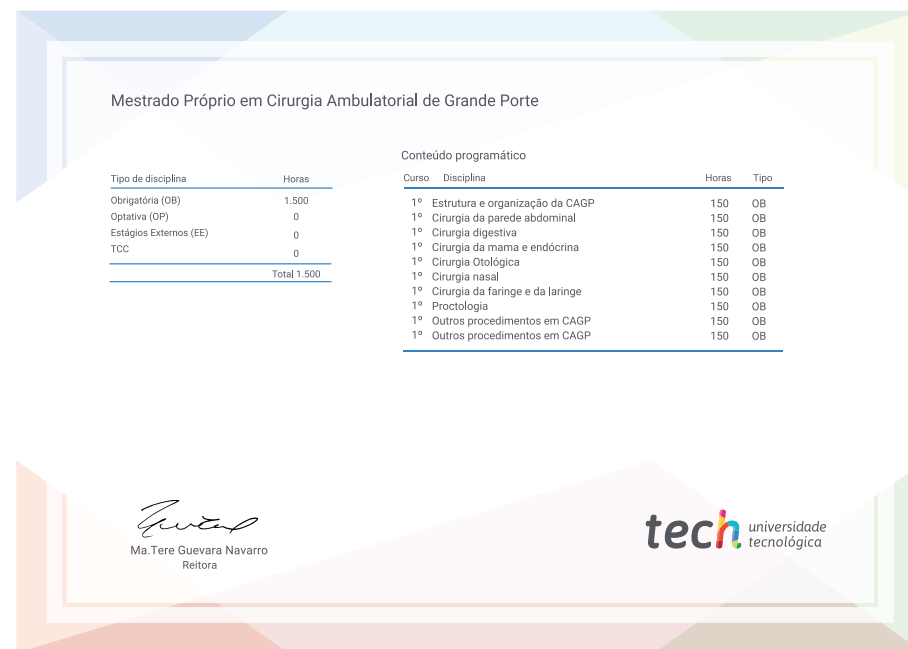 Mestrado Próprio em Cirurgia Ambulatorial de Grande Porte
Tipo de disciplina Horas
Obrigatória (OB) 1.500
Optativa (OP) 0
Estágios Externos (EE) 0
TCC 0
Total 1.500
Conteúdo programático
Curso Disciplina Horas Tipo
1º Estrutura e organização da CAGP 150 OB
1º Cirurgia da parede abdominal 150 OB
1º Cirurgia digestiva 150 OB
1º Cirurgia da mama e endócrina 150 OB
1º Cirurgia Otológica 150 OB
1º Cirurgia nasal 150 OB
1º Cirurgia da faringe e da laringe 150 OB
1º Proctologia 150 OB
1º Outros procedimentos em CAGP 150 OB
1º Outros procedimentos em CAGP 150 OB
Ma.Tere Guevara Navarro
Reitora
tech universidade
tecnológica